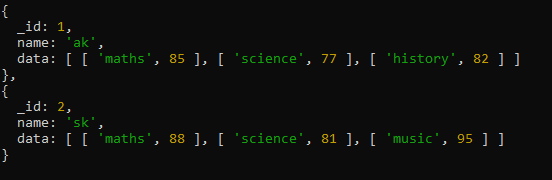 {
  _id: 1,
  name: 'ak',
  data: [ [ 'maths', 85 ], [ 'science', 77 ], [ 'history', 82 ] ]
},
{
  _id: 2,
  name: 'sk',
  data: [ [ 'maths', 88 ], [ 'science', 81 ], [ 'music', 95 ] ]
}